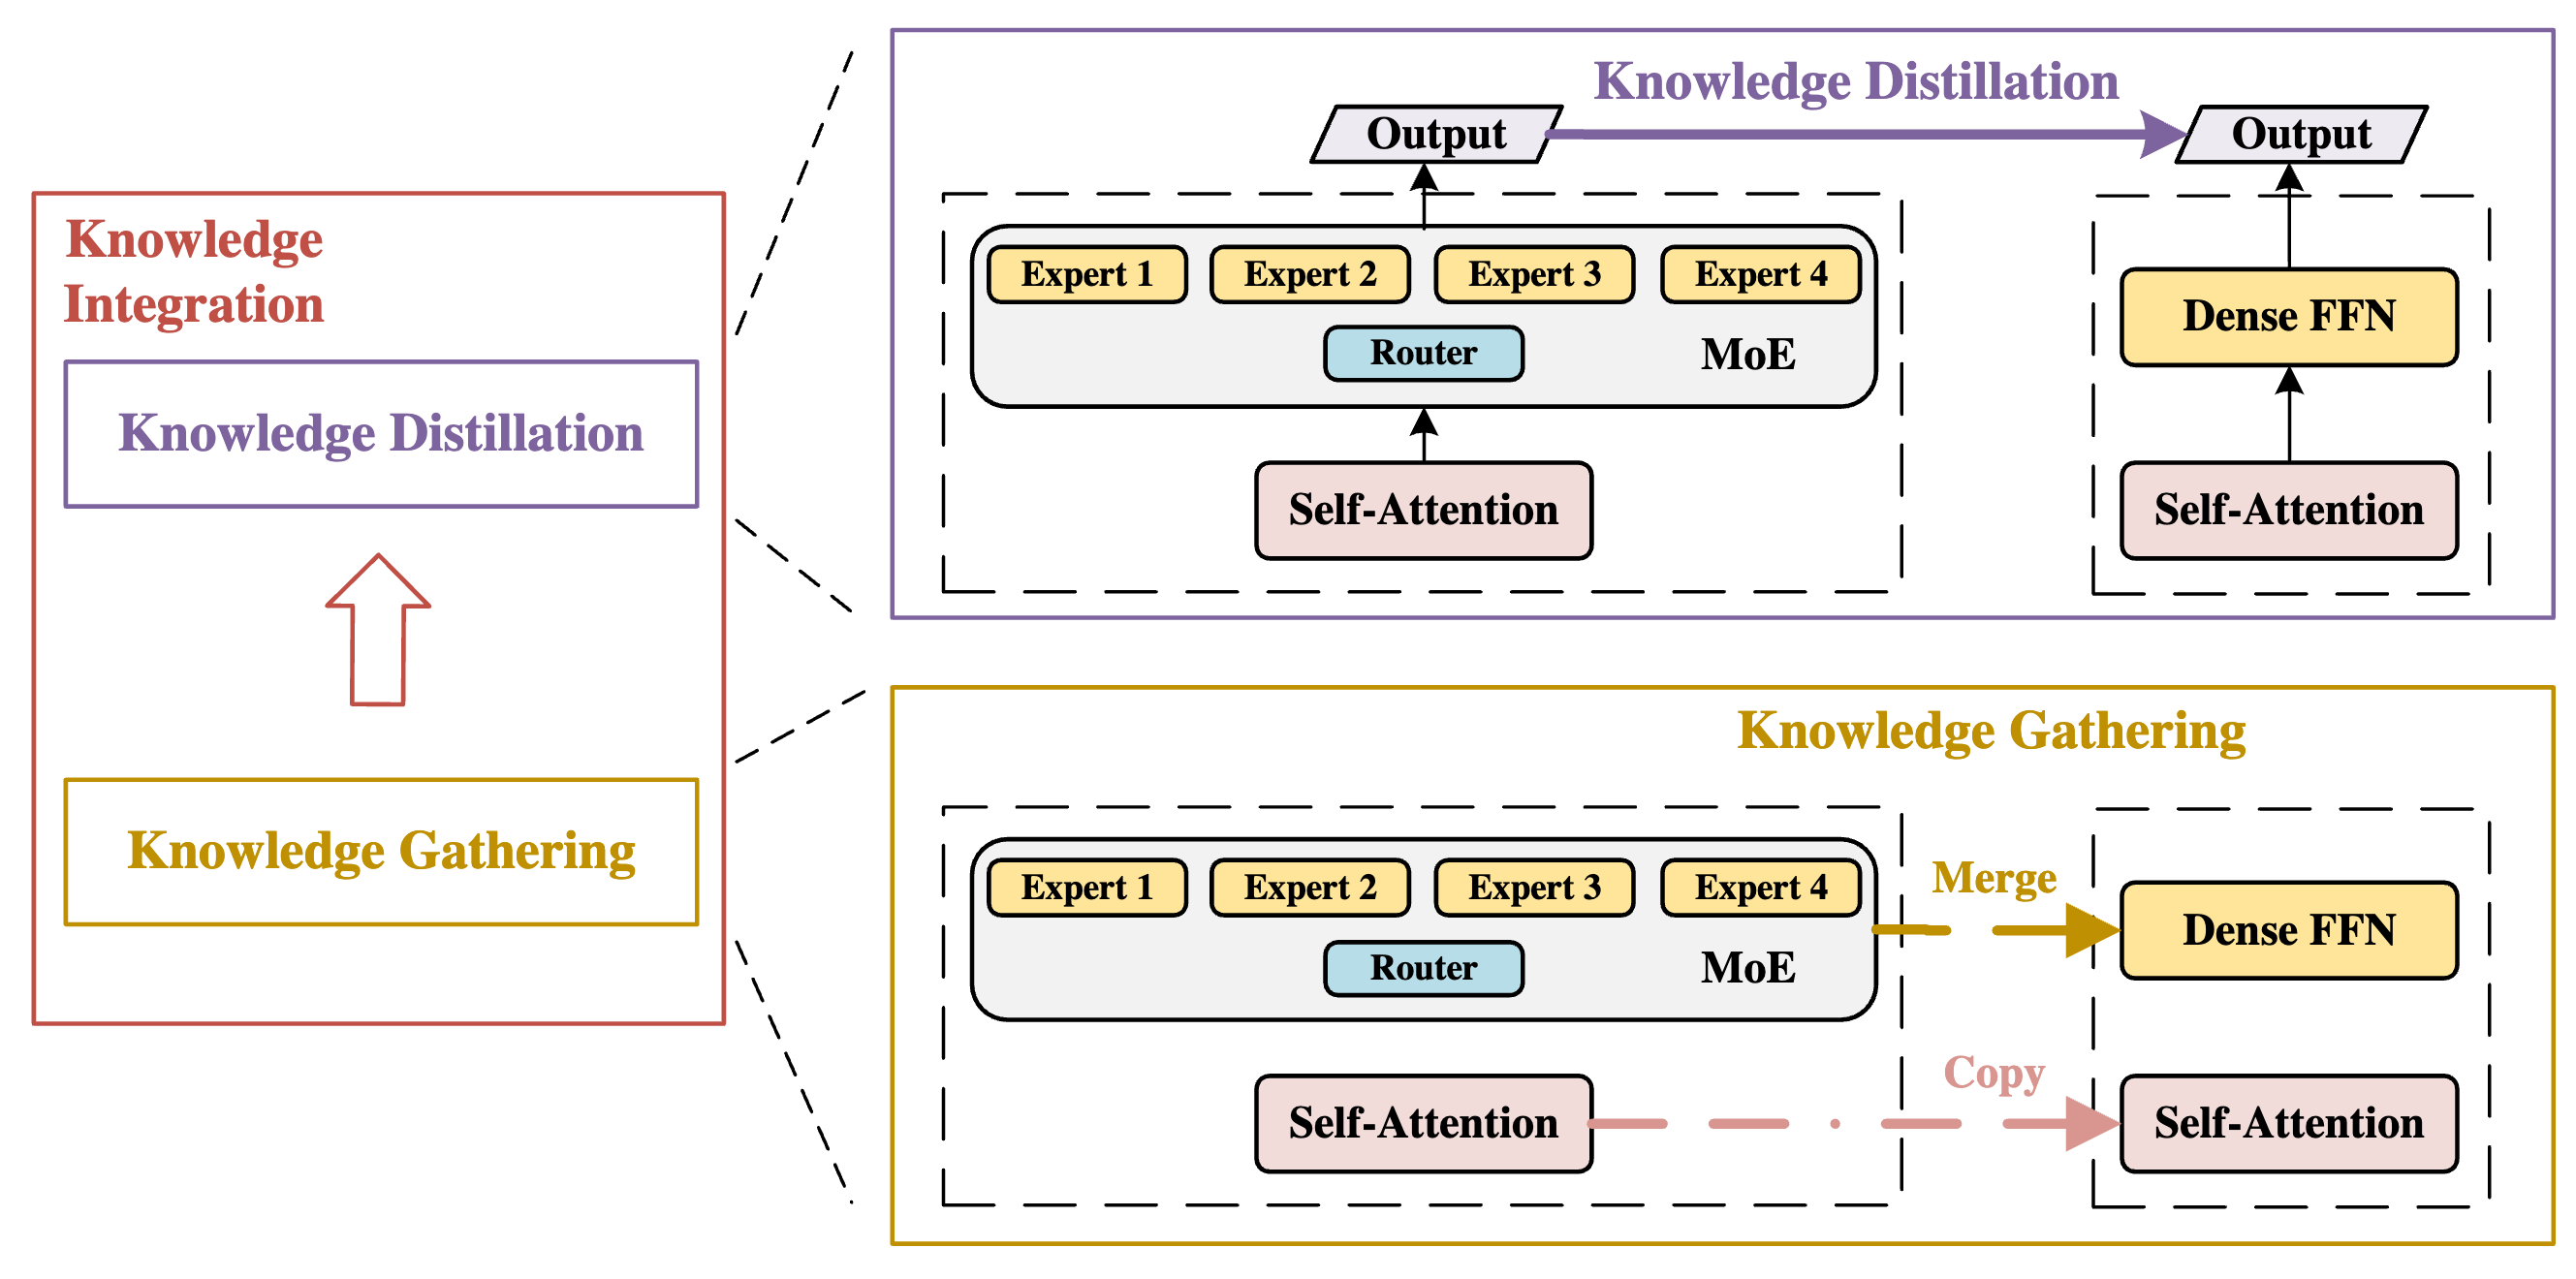 Knowledge
Integration
Knowledge Distillation
Knowledge Gathering
Knowledge Distillation
Output
Output
Expert 1
Expert 2
Expert 3
Expert 4
Router
MoE
Dense FFN
Self-Attention
Self-Attention
Knowledge Gathering
Expert 1
Expert 2
Expert 3
Expert 4
Router
MoE
Merge
Dense FFN
Copy
Self-Attention
Self-Attention